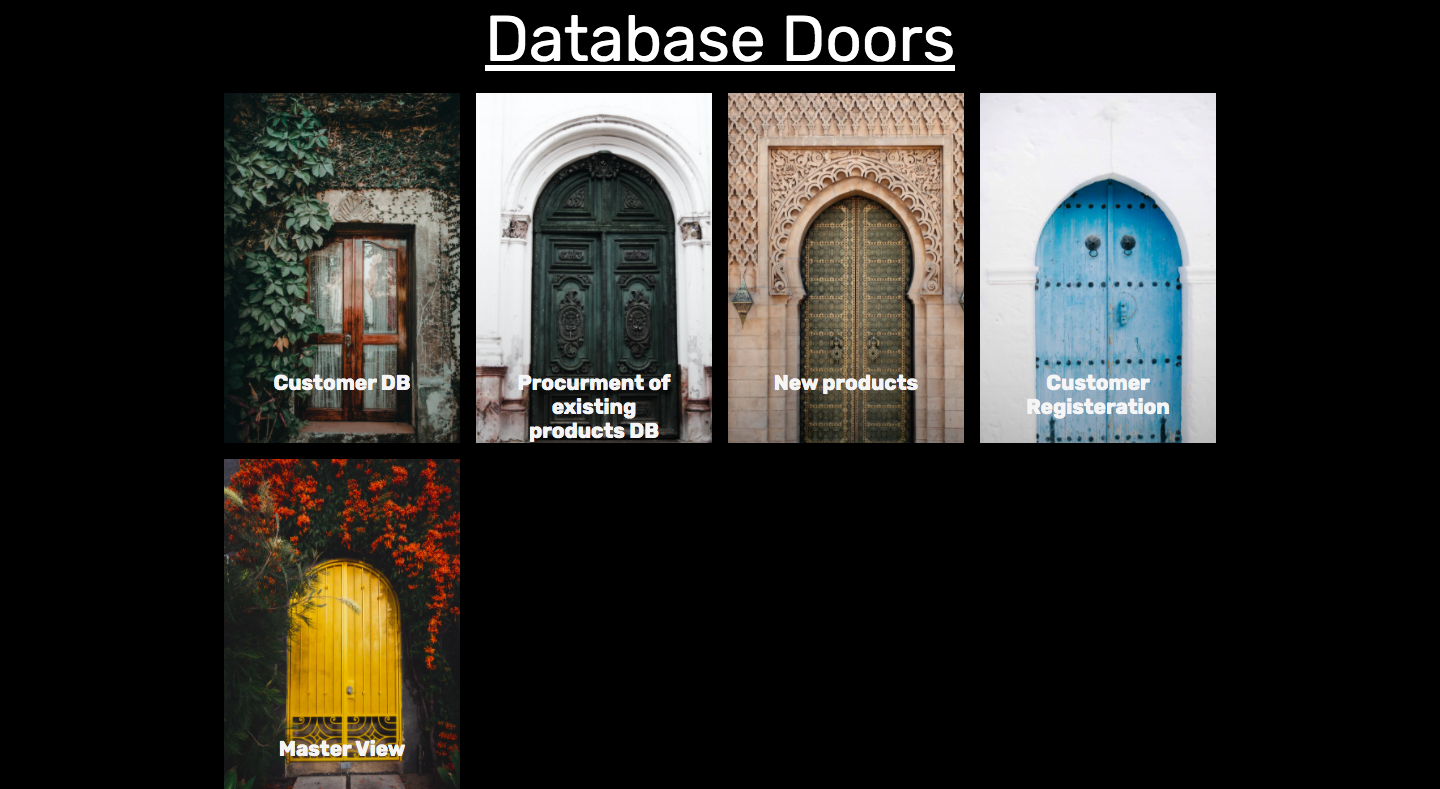 Database Doors
Customer DB
Procurment of
existing
products DB
New products
Customer
Registeration
Master View